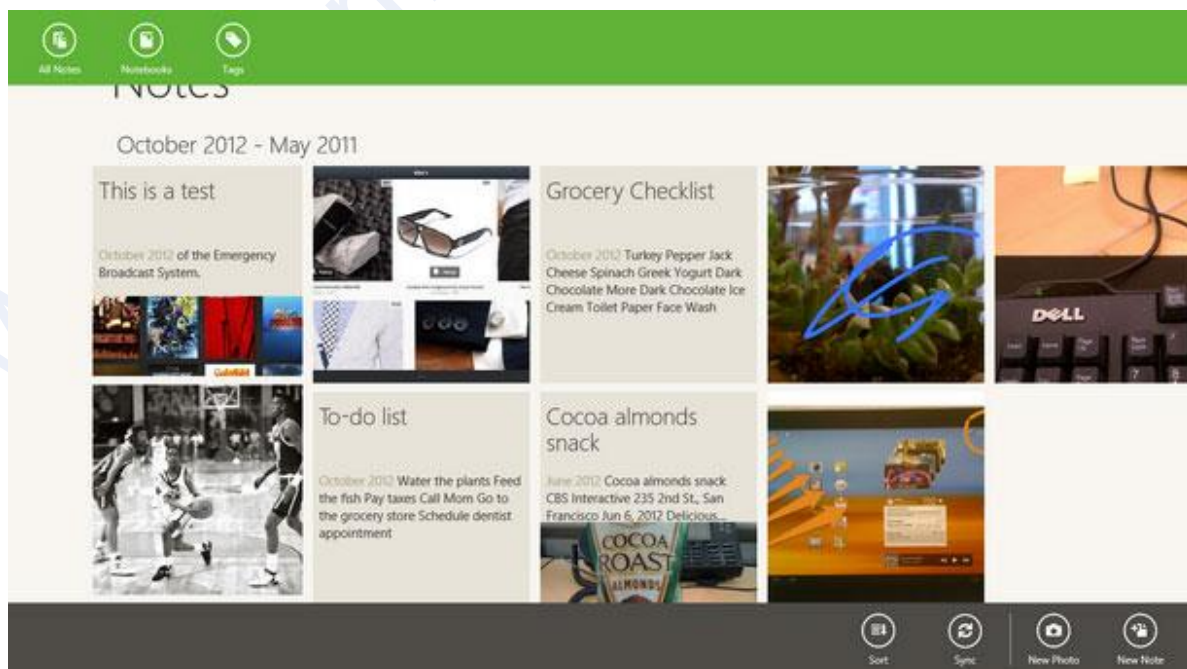 All Notes
Notebooks
Tags
Notes
October 2012 - May 2011
This is a test
October 2012 of the Emergency
Broadcast System.
Grocery Checklist
October 2012 Turkey Pepper Jack
Cheese Spinach Greek Yogurt Dark
Chocolate More Dark Chocolate Ice
Cream Toilet Paper Face Wash
DELL
Home
Page
7
8
To-do list
October 2012 Water the plants Feed
the fish Pay taxes Call Mom Go to
the grocery store Schedule dentist
appointment
Cocoa almonds
snack
June 2012 Cocoa almonds snack
CBS Interactive 235 2nd St., San
Francisco Jun 6, 2012 Delicious...
COCOA
ROAST
ALMONDS
Sort
Sync
New Photo
New Note